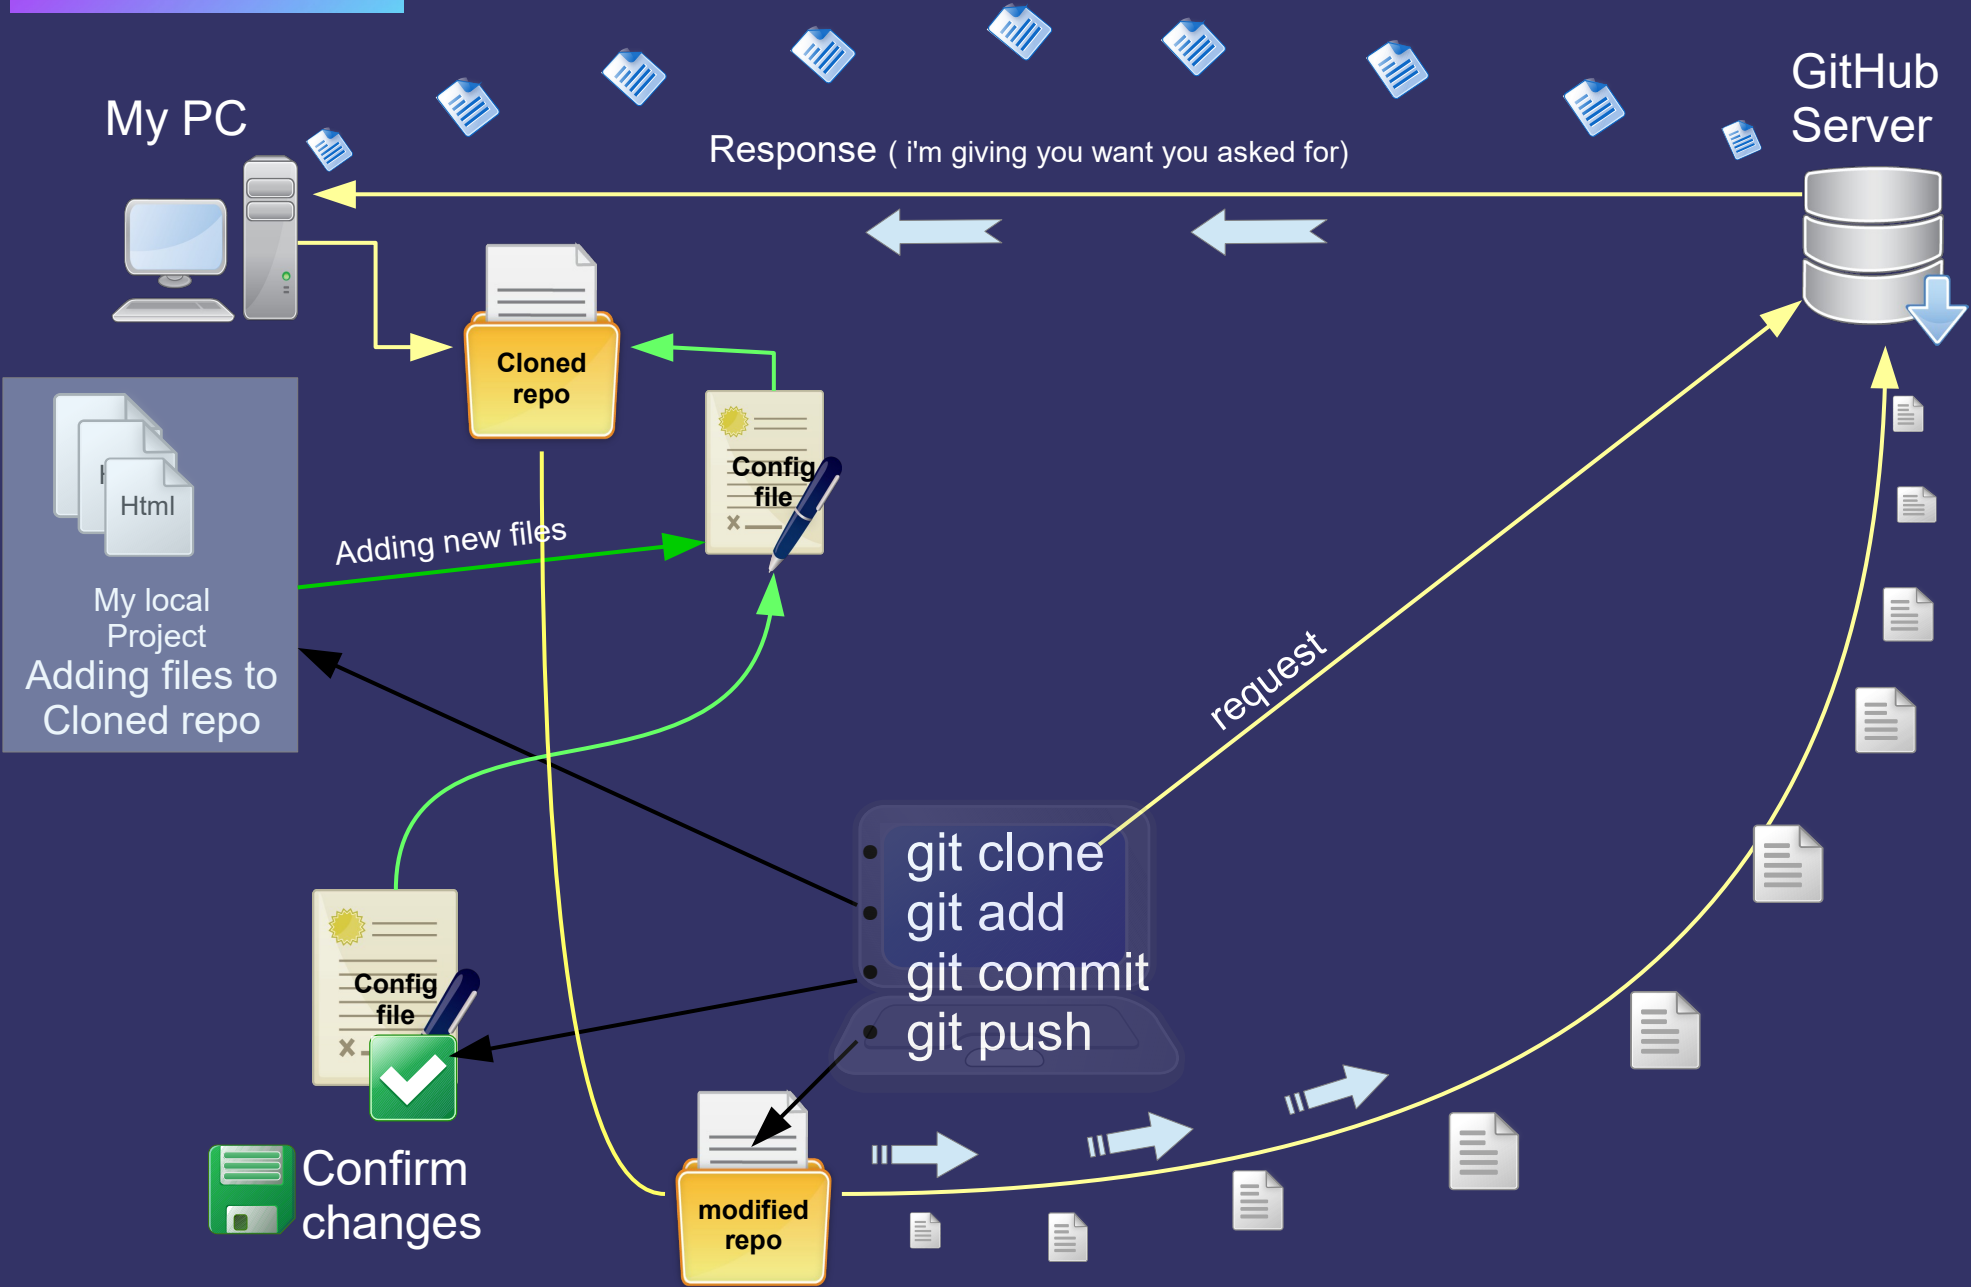 My PC
GitHub
Server
Response ( i'm giving you want you asked for)
Cloned
repo
Config
file
Html
Adding new files
My local
Project
Adding files to
Cloned repo
request
git clone
git add
git commit
git push
Config
file
Confirm
changes
modified
repo